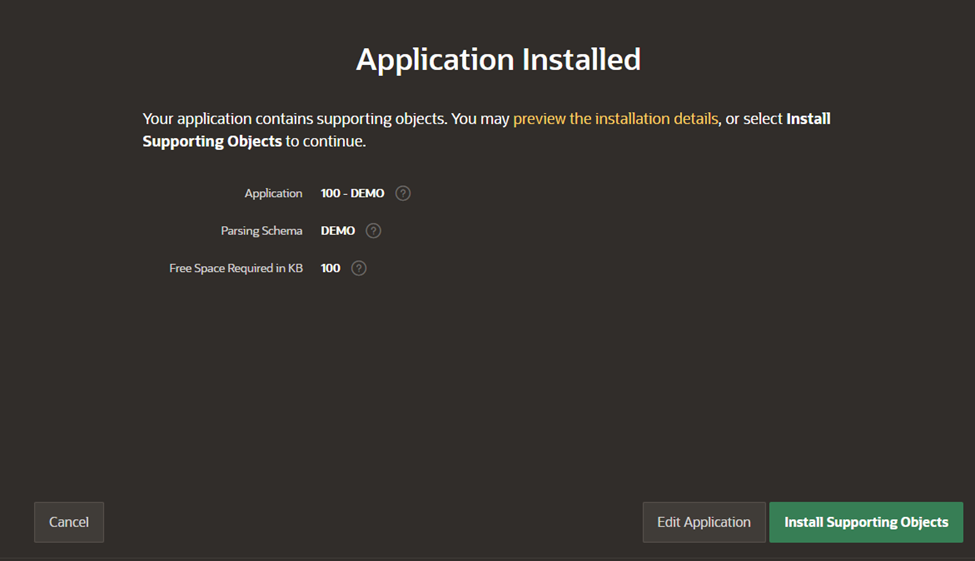 Application Installed
Your application contains supporting objects. You may preview the installation details, or select Install
Supporting Objects to continue.
Application 100 - DEMO ?
Parsing Schema DEMO ?
Free Space Required in KB 100 ?
Cancel Edit Application Install Supporting Objects